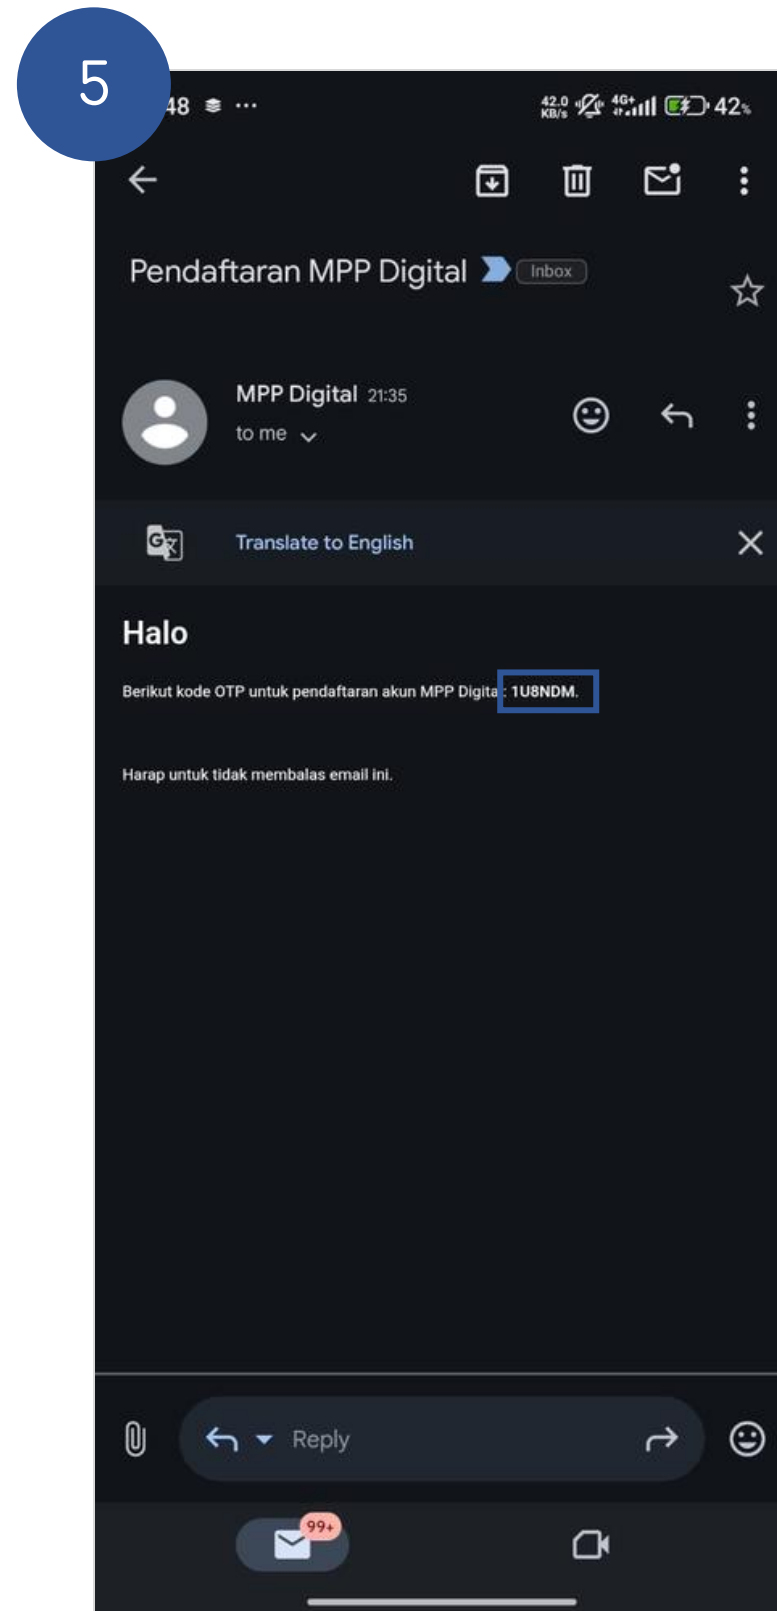 5
48 ...
42.0 KB/s 4G+ 42%
Pendaftaran MPP Digital Inbox
MPP Digital 21:35
to me
Translate to English
Halo
Berikut kode OTP untuk pendaftaran akun MPP Digital: 1U8NDM.
Harap untuk tidak membalas email ini.
Reply
99+